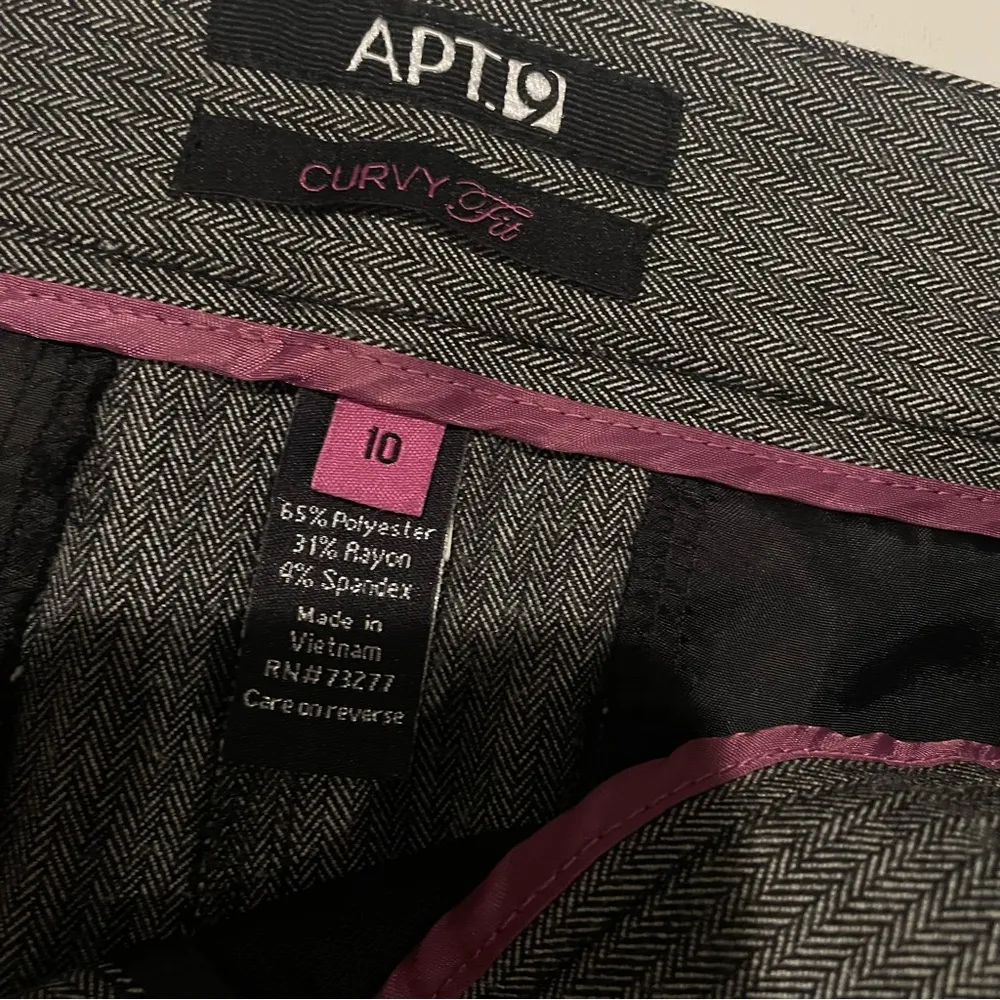 APT.9
CURVY Fit
10
65% Polyester
31% Rayon
4% Spandex
Made in
Vietnam
RN#73277
Care on reverse